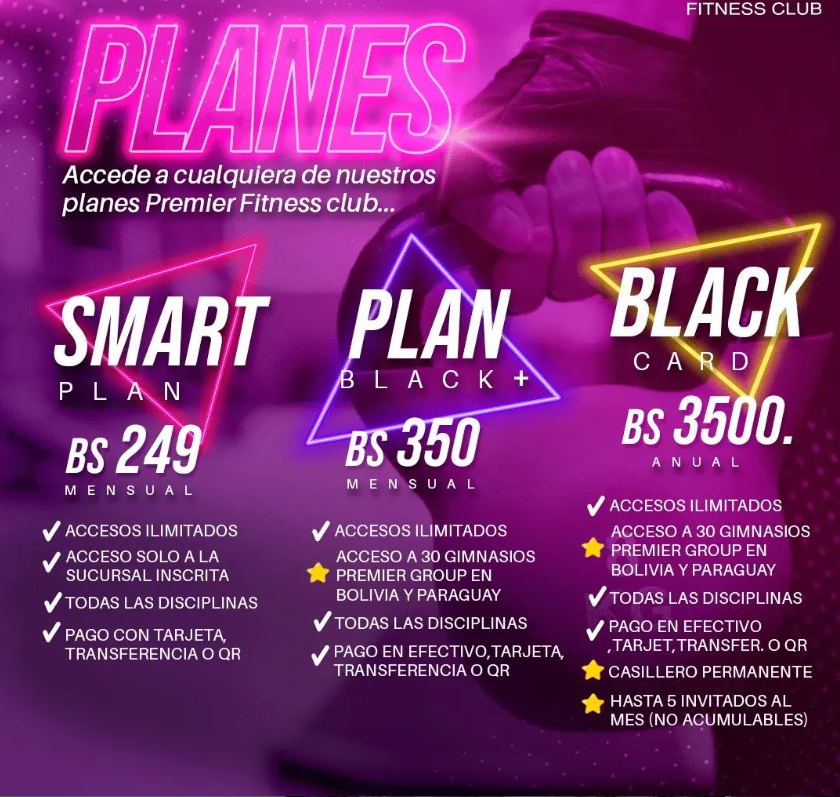 FITNESS CLUB
PLANES
Accede a cualquiera de nuestros
planes Premier Fitness club...
SMART
PLAN
BS 249
MENSUAL
ACCESOS ILIMITADOS
ACCESO SOLO A LA
SUCURSAL INSCRITA
TODAS LAS DISCIPLINAS
PAGO CON TARJETA,
TRANSFERENCIA O QR
PLAN
BLACK+
BS 350
MENSUAL
ACCESOS ILIMITADOS
ACCESO A 30 GIMNASIOS
PREMIER GROUP EN
BOLIVIA Y PARAGUAY
TODAS LAS DISCIPLINAS
PAGO EN EFECTIVO,TARJETA,
TRANSFERENCIA O QR
BLACK
CARD
BS 3500.
ANUAL
ACCESOS ILIMITADOS
ACCESO A 30 GIMNASIOS
PREMIER GROUP EN
BOLIVIA Y PARAGUAY
TODAS LAS DISCIPLINAS
PAGO EN EFECTIVO
,TARJET,TRANSFER. O QR
CASILLERO PERMANENTE
HASTA 5 INVITADOS AL
MES (NO ACUMULABLES)